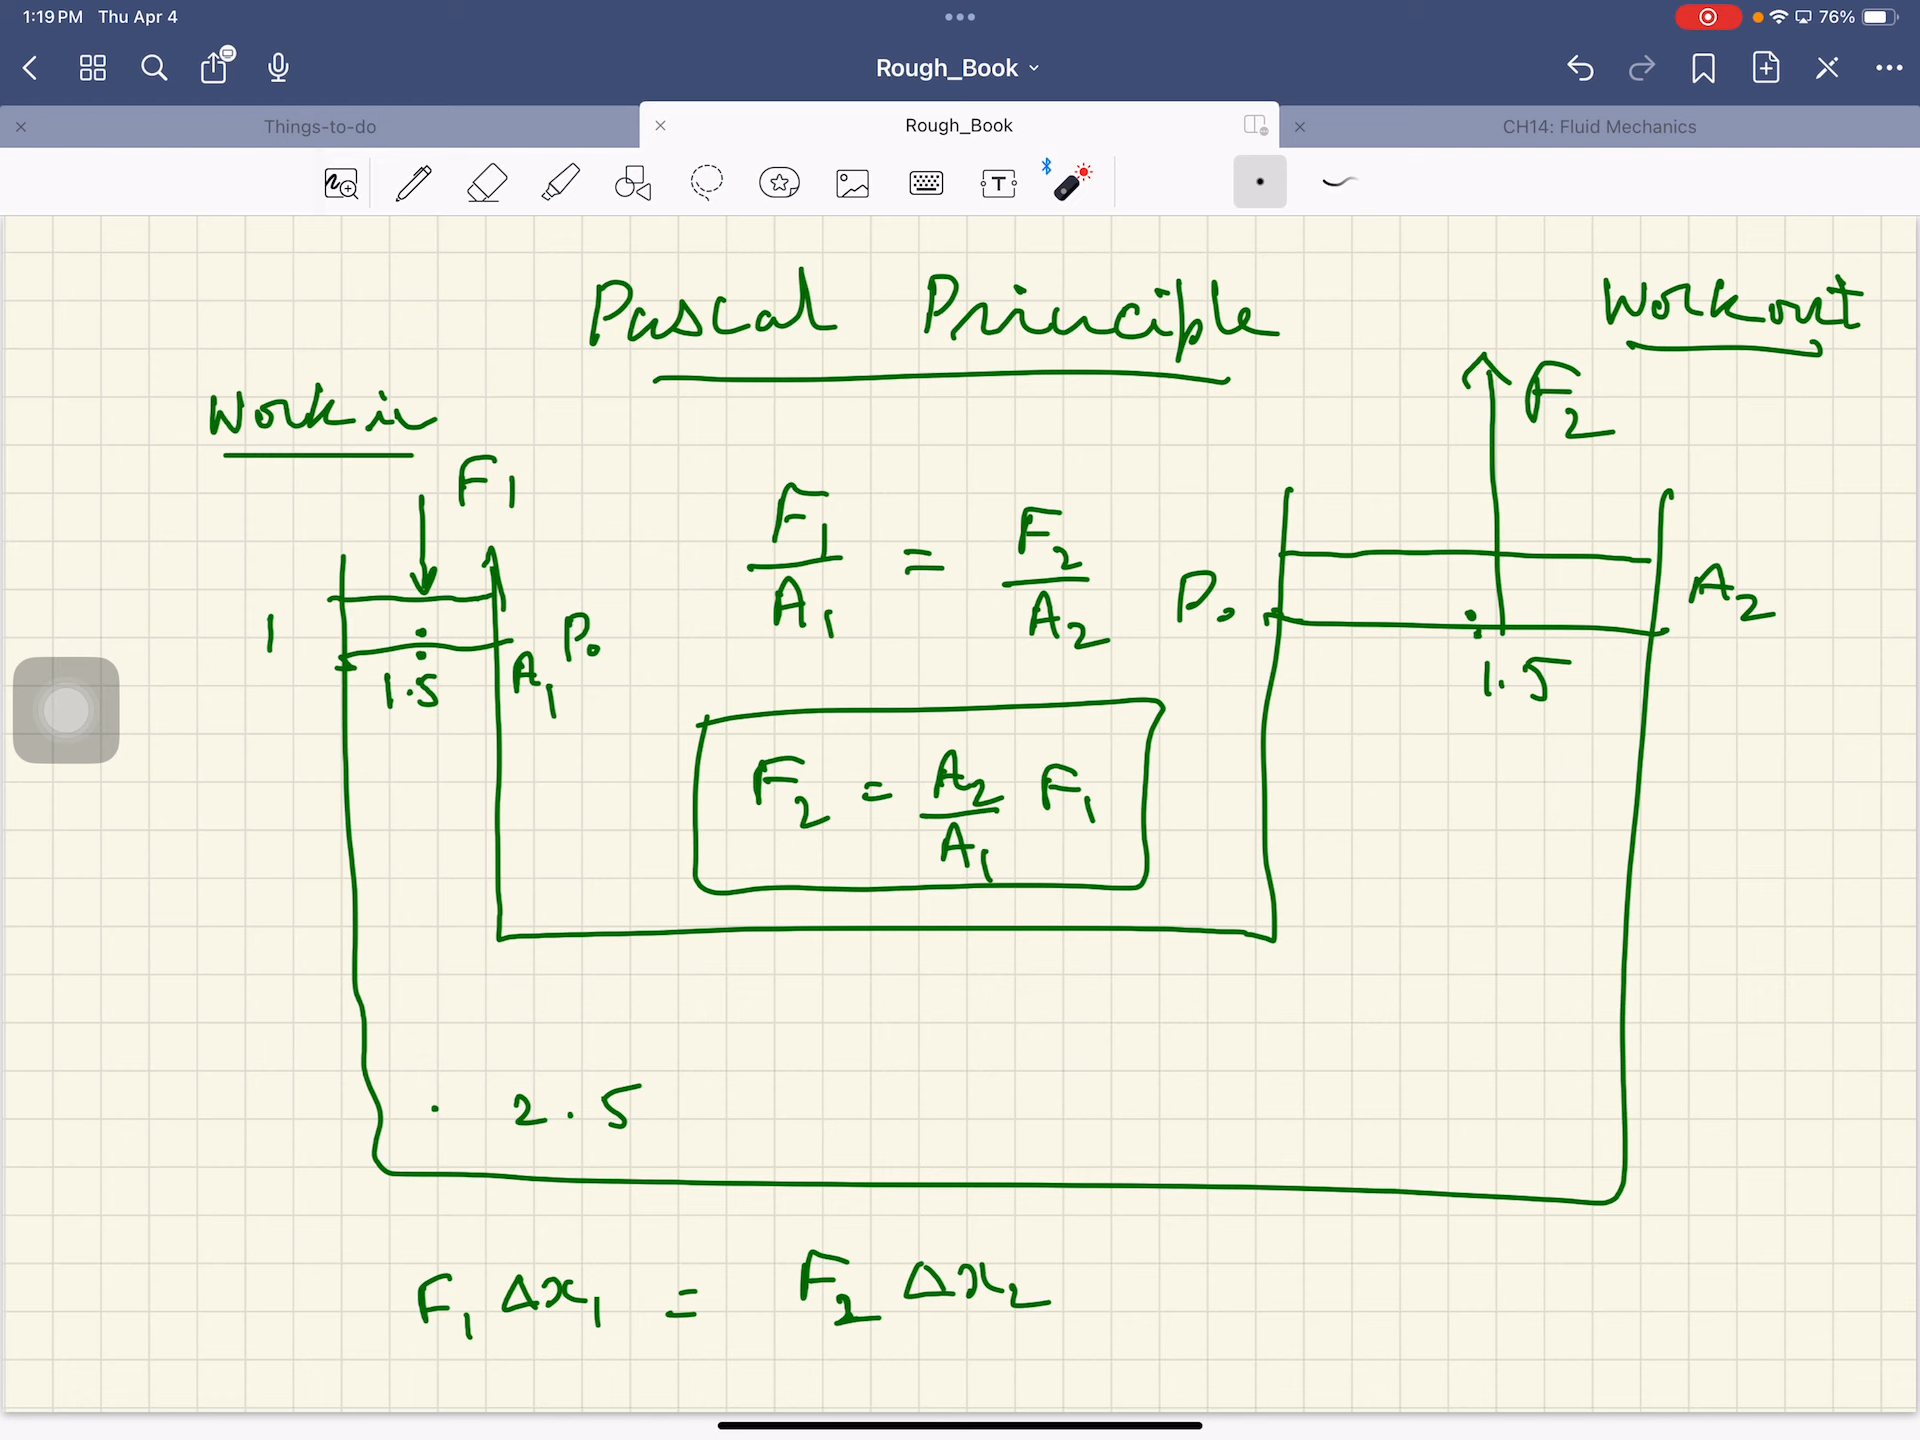 1:19 PM Thu Apr 4
76%
Rough_Book
Things-to-do
Rough_Book
CH14: Fluid Mechanics
Pascal Principle
Work out
Work in
F2
F1
F1/A1 = F2/A2
P0
A2
1
P0
1.5
A1
1.5
F2 = A2/A1 F1
2.5
F1 Δx1 = F2 Δx2